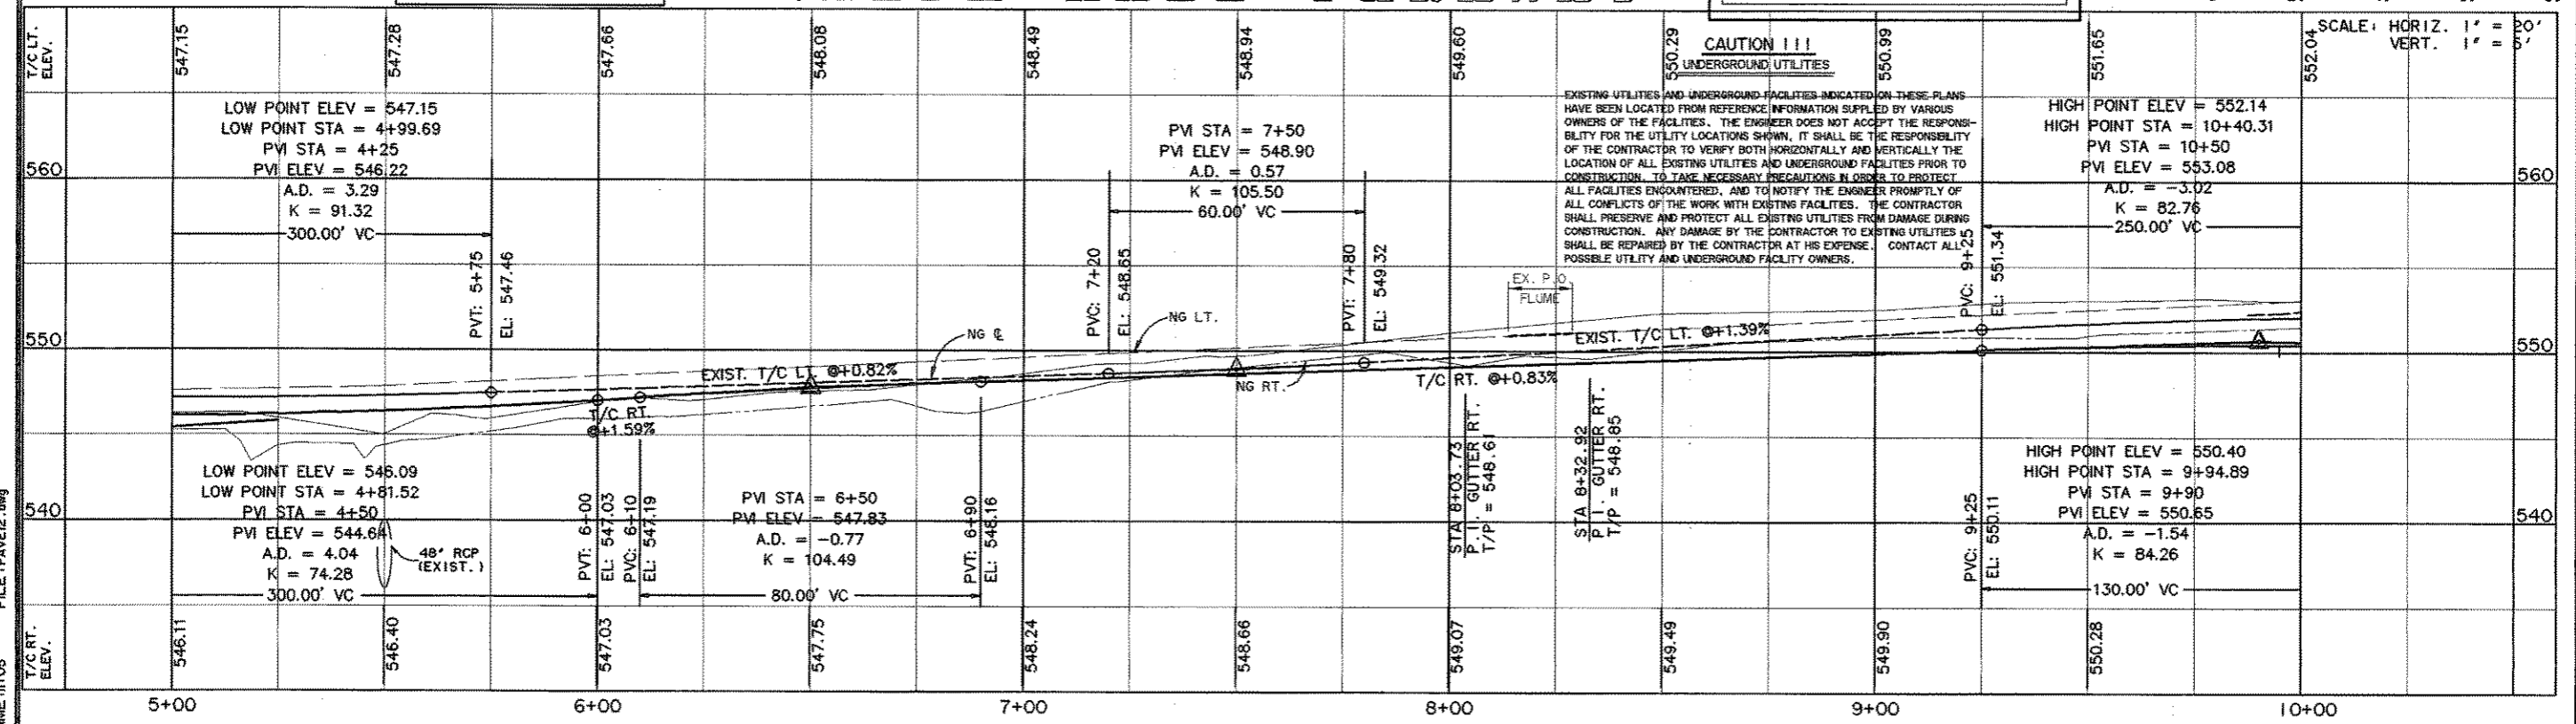 SCALE: HORIZ. 1" = 20'
VERT. 1" = 5'
T/C LT.
ELEV.
547.15
547.28
547.66
548.08
548.49
548.94
549.60
550.29
550.99
551.65
552.04
CAUTION !!!
UNDERGROUND UTILITIES
EXISTING UTILITIES AND UNDERGROUND FACILITIES INDICATED ON THESE PLANS
HAVE BEEN LOCATED FROM REFERENCE INFORMATION SUPPLIED BY VARIOUS
OWNERS OF THE FACILITIES. THE ENGINEER DOES NOT ACCEPT THE RESPONSI-
BILITY FOR THE UTILITY LOCATIONS SHOWN. IT SHALL BE THE RESPONSIBILITY
OF THE CONTRACTOR TO VERIFY BOTH HORIZONTALLY AND VERTICALLY THE
LOCATION OF ALL EXISTING UTILITIES AND UNDERGROUND FACILITIES PRIOR TO
CONSTRUCTION, TO TAKE NECESSARY PRECAUTIONS IN ORDER TO PROTECT
ALL FACILITIES ENCOUNTERED, AND TO NOTIFY THE ENGINEER PROMPTLY OF
ALL CONFLICTS OF THE WORK WITH EXISTING FACILITIES. THE CONTRACTOR
SHALL PRESERVE AND PROTECT ALL EXISTING UTILITIES FROM DAMAGE DURING
CONSTRUCTION. ANY DAMAGE BY THE CONTRACTOR TO EXISTING UTILITIES
SHALL BE REPAIRED BY THE CONTRACTOR AT HIS EXPENSE. CONTACT ALL
POSSIBLE UTILITY AND UNDERGROUND FACILITY OWNERS.
LOW POINT ELEV = 547.15
LOW POINT STA = 4+99.69
PVI STA = 4+25
PVI ELEV = 546.22
A.D. = 3.29
K = 91.32
300.00' VC
PVT: 5+75
EL: 547.46
PVI STA = 7+50
PVI ELEV = 548.90
A.D. = 0.57
K = 105.50
60.00' VC
PVC: 7+20
EL: 548.65
PVT: 7+80
EL: 549.32
HIGH POINT ELEV = 552.14
HIGH POINT STA = 10+40.31
PVI STA = 10+50
PVI ELEV = 553.08
A.D. = -3.02
K = 82.76
250.00' VC
PVC: 9+25
EL: 551.34
560
560
550
550
540
540
EX. P.O.
FLUME
NG ℄
NG LT.
NG RT.
EXIST. T/C LT. @+0.82%
EXIST. T/C LT. @+1.39%
T/C RT. @+0.83%
T/C RT.
@+1.59%
LOW POINT ELEV = 546.09
LOW POINT STA = 4+81.52
PVI STA = 4+50
PVI ELEV = 544.64
A.D. = 4.04
K = 74.28
300.00' VC
48" RCP
(EXIST.)
PVT: 6+00
EL: 547.03
PVC: 6+10
EL: 547.19
PVI STA = 6+50
PVI ELEV = 547.83
A.D. = -0.77
K = 104.49
80.00' VC
PVT: 6+90
EL: 548.16
STA 8+03.73
P.I. GUTTER RT.
T/P = 548.61
STA 8+32.92
P.I. GUTTER RT.
T/P = 548.85
PVC: 9+25
EL: 550.11
HIGH POINT ELEV = 550.40
HIGH POINT STA = 9+94.89
PVI STA = 9+90
PVI ELEV = 550.65
A.D. = -1.54
K = 84.26
130.00' VC
T/C RT.
ELEV.
546.11
546.40
547.03
547.75
548.24
548.66
549.07
549.49
549.90
550.28
5+00
6+00
7+00
8+00
9+00
10+00